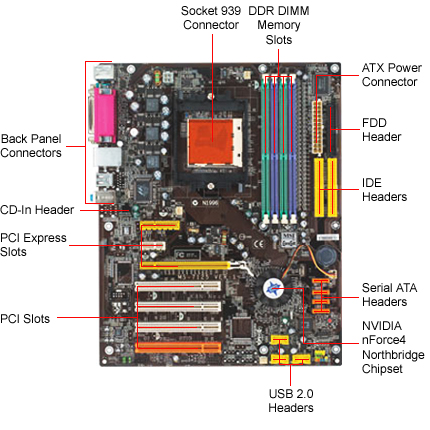 Socket 939
Connector
DDR DIMM
Memory
Slots
ATX Power
Connector
FDD
Header
Back Panel
Connectors
IDE
Headers
CD-In Header
N1996
PCI Express
Slots
Serial ATA
Headers
PCI Slots
NVIDIA
nForce4
Northbridge
Chipset
USB 2.0
Headers